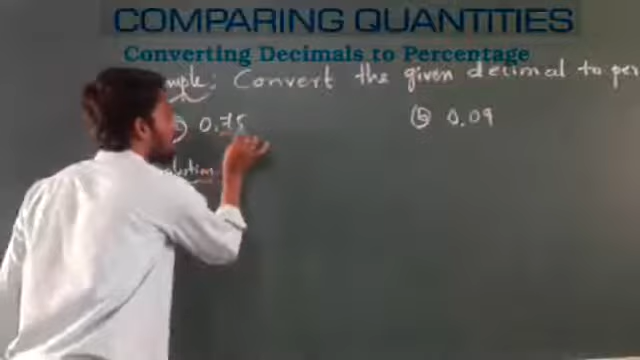 COMPARING QUANTITIES
Converting Decimals to Percentage
mple: Convert the given decimal to per
0.75 (b) 0.09